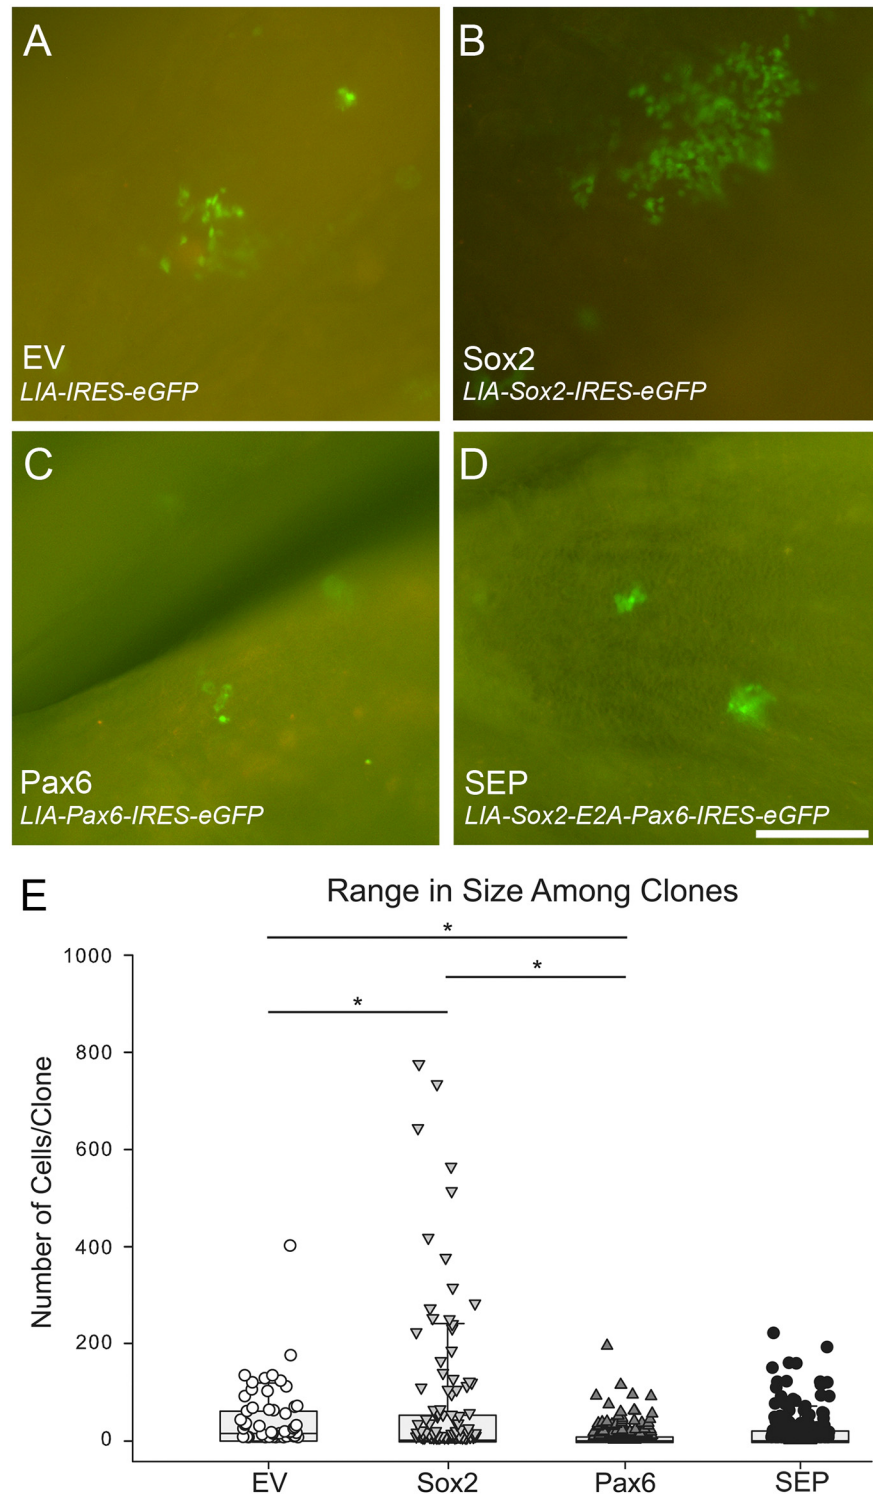 A
EV
LIA-IRES-eGFP
B
Sox2
LIA-Sox2-IRES-eGFP
C
Pax6
LIA-Pax6-IRES-eGFP
D
SEP
LIA-Sox2-E2A-Pax6-IRES-eGFP
E
Range in Size Among Clones
*
*
*
Number of Cells/Clone
1000
800
600
400
200
0
EV
Sox2
Pax6
SEP